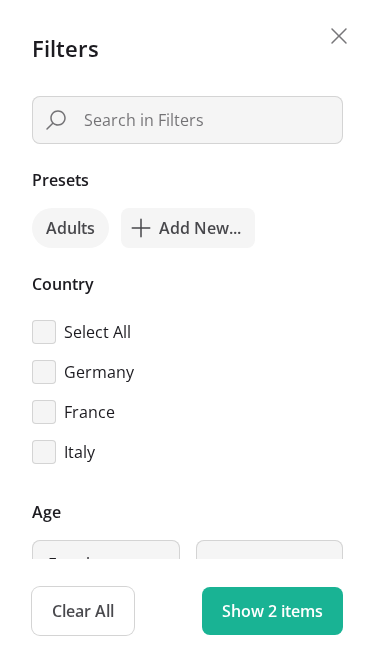 Filters
Search in Filters
Presets
Adults
Add New...
Country
Select All
Germany
France
Italy
Age
Clear All
Show 2 items